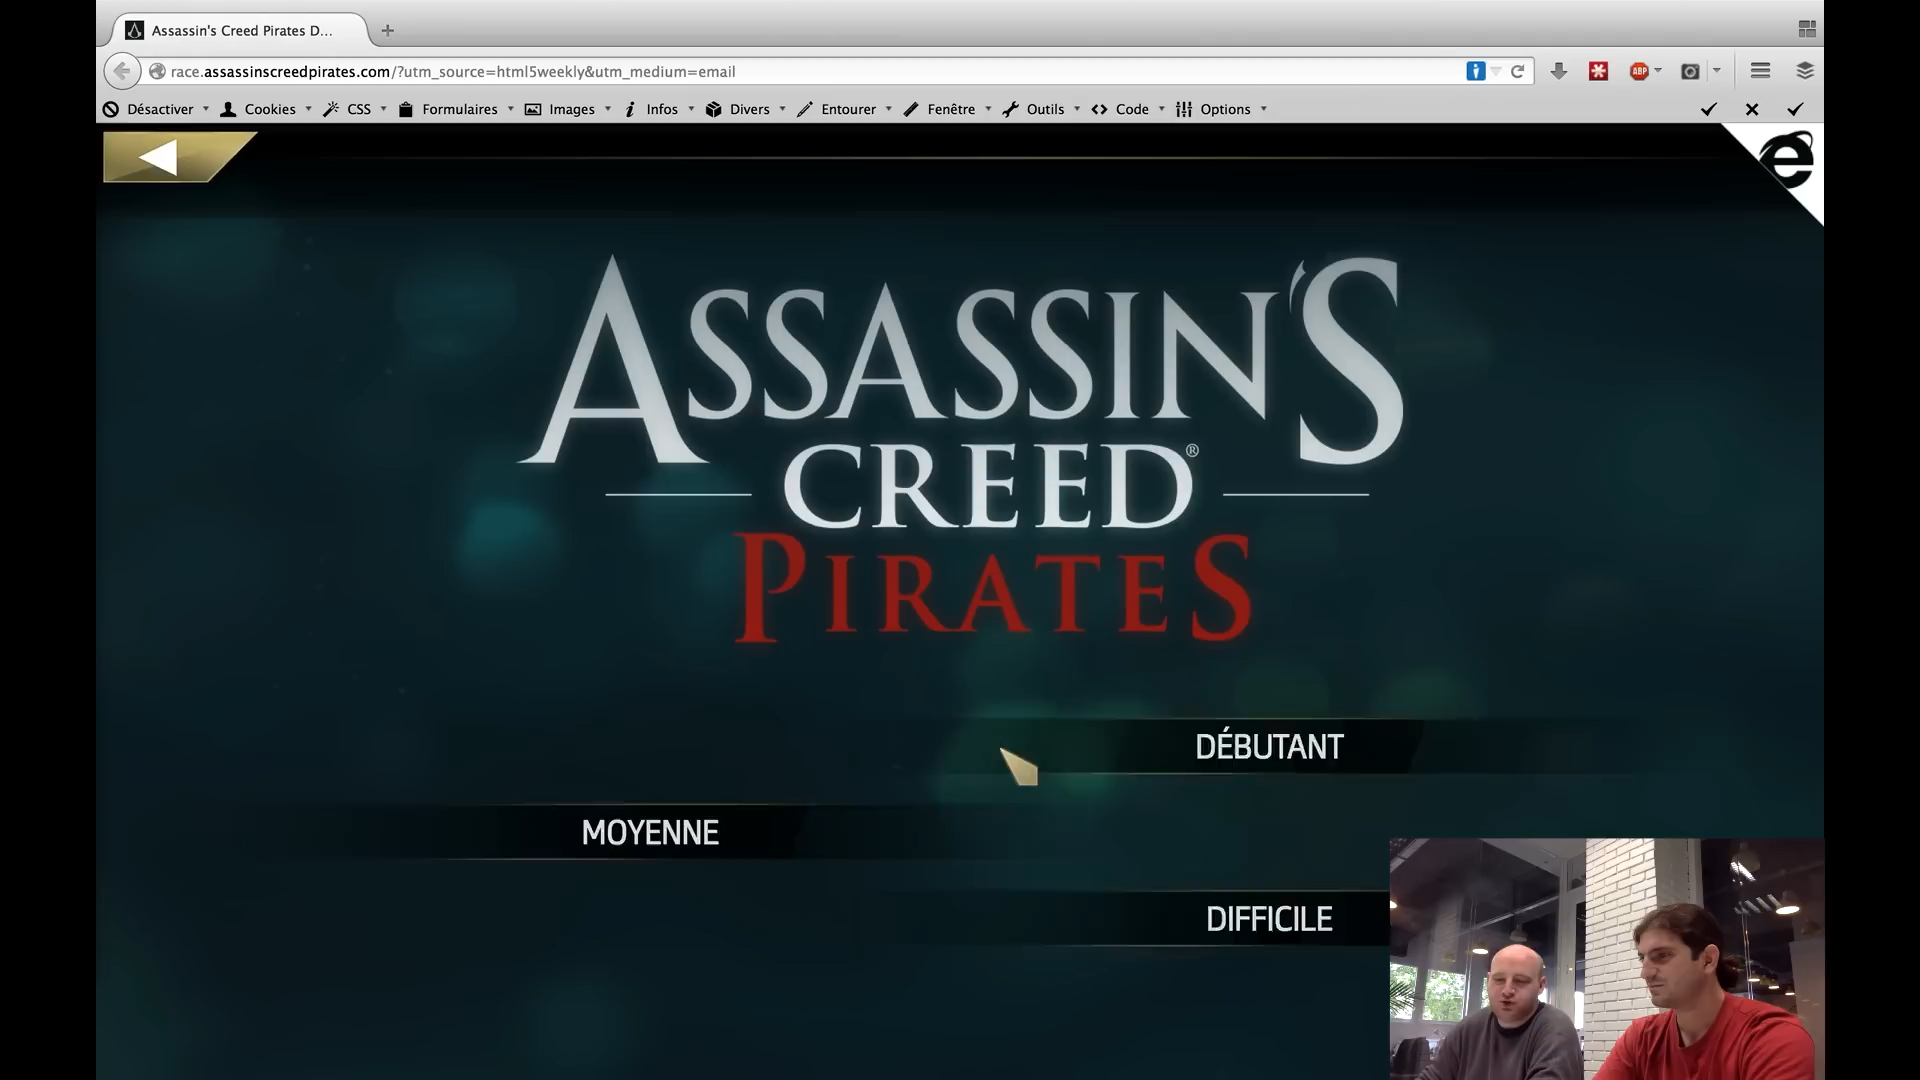 Assassin's Creed Pirates D...
race.assassinscreedpirates.com/?utm_source=html5weekly&utm_medium=email
ABP
Désactiver Cookies CSS Formulaires Images Infos Divers Entourer Fenêtre Outils Code Options
ASSASSIN'S
CREED®
PIRATES
DÉBUTANT
MOYENNE
DIFFICILE